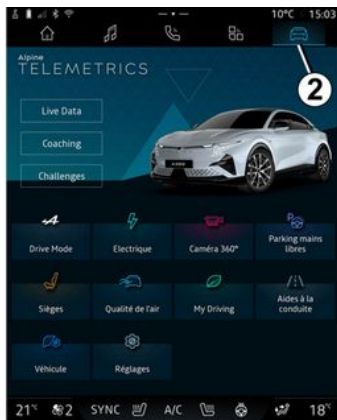 10°C 15:03
Alpine
TELEMETRICS
2
Live Data
Coaching
Challenges
Drive Mode
Electrique
Caméra 360°
Parking mains
libres
Sièges
Qualité de l'air
My Driving
Aides à la
conduite
Véhicule
Réglages
21° 2 SYNC A/C 18°